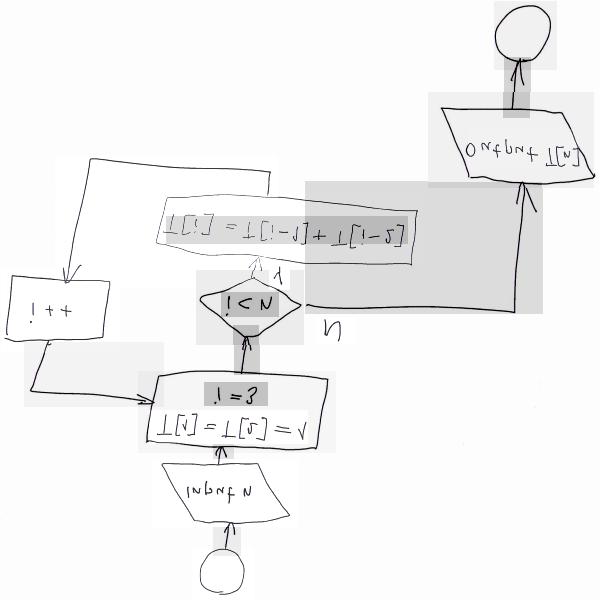 input N
T[1] = T[2] = 1
i = 3
i < N
y
n
T[i] = T[i-1] + T[i-2]
i++
Output T[N]